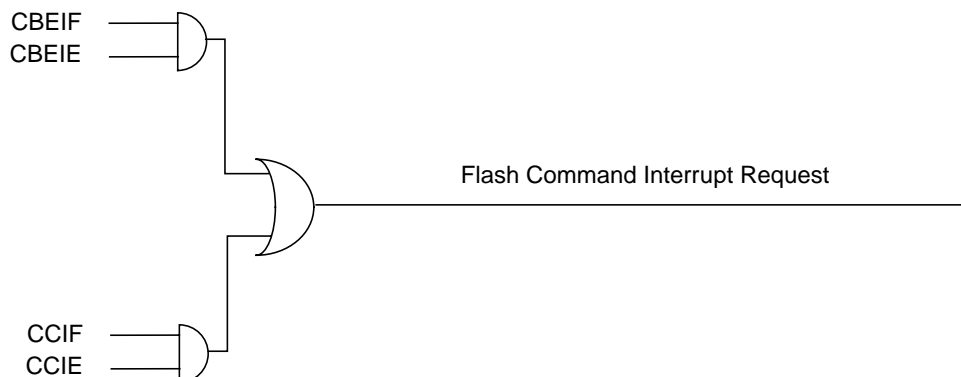 CBEIF
CBEIE
Flash Command Interrupt Request
CCIF
CCIE